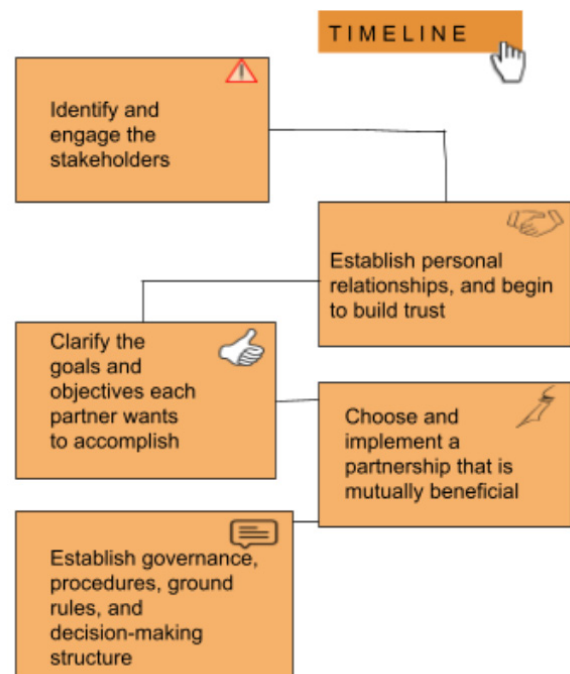 TIMELINE
Identify and
engage the
stakeholders
Establish personal
relationships, and begin
to build trust
Clarify the
goals and
objectives each
partner wants
to accomplish
Choose and
implement a
partnership that is
mutually beneficial
Establish governance,
procedures, ground
rules, and
decision-making
structure